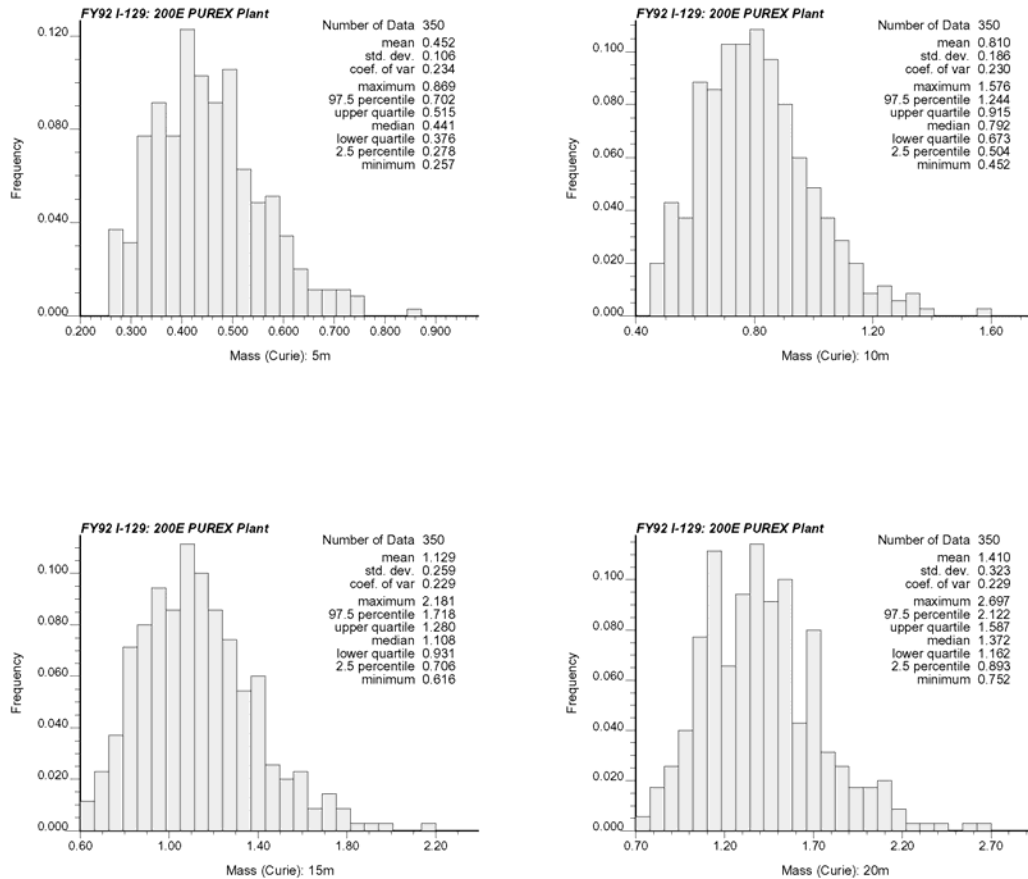 FY92 I-129: 200E PUREX Plant
Number of Data 350
mean 0.452
std. dev. 0.106
coef. of var 0.234
maximum 0.869
97.5 percentile 0.702
upper quartile 0.515
median 0.441
lower quartile 0.376
2.5 percentile 0.278
minimum 0.257
Frequency
0.120
0.080
0.040
0.000
0.200 0.300 0.400 0.500 0.600 0.700 0.800 0.900
Mass (Curie): 5m
FY92 I-129: 200E PUREX Plant
Number of Data 350
mean 0.810
std. dev. 0.186
coef. of var 0.230
maximum 1.576
97.5 percentile 1.244
upper quartile 0.915
median 0.792
lower quartile 0.673
2.5 percentile 0.504
minimum 0.452
Frequency
0.100
0.080
0.060
0.040
0.020
0.000
0.40 0.80 1.20 1.60
Mass (Curie): 10m
FY92 I-129: 200E PUREX Plant
Number of Data 350
mean 1.129
std. dev. 0.259
coef. of var 0.229
maximum 2.181
97.5 percentile 1.718
upper quartile 1.280
median 1.108
lower quartile 0.931
2.5 percentile 0.706
minimum 0.616
Frequency
0.100
0.080
0.060
0.040
0.020
0.000
0.60 1.00 1.40 1.80 2.20
Mass (Curie): 15m
FY92 I-129: 200E PUREX Plant
Number of Data 350
mean 1.410
std. dev. 0.323
coef. of var 0.229
maximum 2.697
97.5 percentile 2.122
upper quartile 1.587
median 1.372
lower quartile 1.162
2.5 percentile 0.893
minimum 0.752
Frequency
0.100
0.080
0.060
0.040
0.020
0.000
0.70 1.20 1.70 2.20 2.70
Mass (Curie): 20m